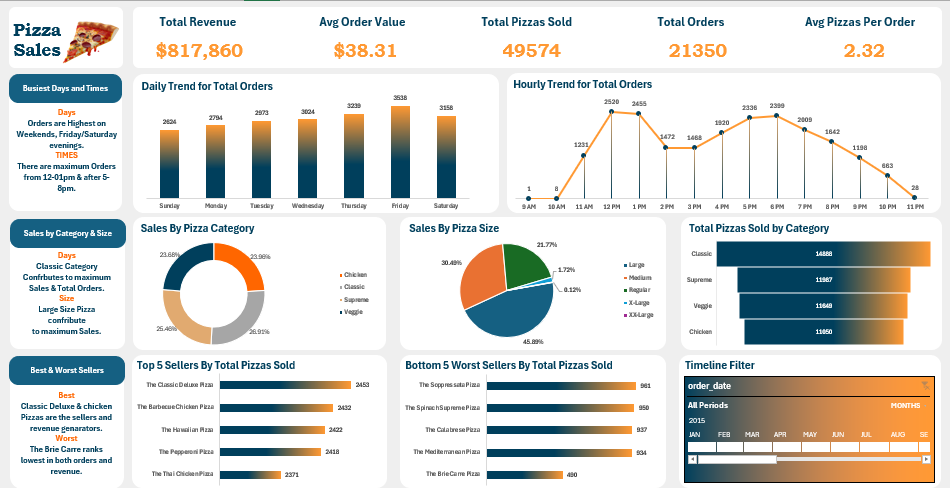 Pizza
Sales
Total Revenue
$817,860
Avg Order Value
$38.31
Total Pizzas Sold
49574
Total Orders
21350
Avg Pizzas Per Order
2.32
Busiest Days and Times
Days
Orders are Highest on
Weekends, Friday/Saturday
evenings.
TIMES
There are maximum Orders
from 12-01pm & after 5-
8pm.
Daily Trend for Total Orders
2624
2794
2973
3024
3239
3538
3158
Sunday
Monday
Tuesday
Wednesday
Thursday
Friday
Saturday
Hourly Trend for Total Orders
1
8
1231
2520
2455
1472
1468
1920
2336
2399
2009
1642
1198
663
28
9 AM
10 AM
11 AM
12 PM
1 PM
2 PM
3 PM
4 PM
5 PM
6 PM
7 PM
8 PM
9 PM
10 PM
11 PM
Sales by Category & Size
Days
Classic Category
Confrbutes to maximum
Sales & Total Orders.
Size
Large Size Pizza
confribute
to maximum Sales.
Sales By Pizza Category
23.68%
23.96%
25.46%
26.91%
Chicken
Classic
Supreme
Veggie
Sales By Pizza Size
21.77%
30.49%
1.72%
0.12%
45.89%
Large
Medium
Regular
X-Large
XX-Large
Total Pizzas Sold by Category
Classic
14888
Supreme
11987
Veggie
11649
Chicken
11050
Best & Worst Sellers
Best
Classic Deluxe & chicken
Pizzas are the sellers and
revenue genarators.
Worst
The Brie Carre ranks
lowest in both orders and
revenue.
Top 5 Sellers By Total Pizzas Sold
The Classic Deluxe Pizza
2453
The Barbecue Chicken Pizza
2432
The Hawaiian Pizza
2422
The Pepperoni Pizza
2418
The Thai Chicken Pizza
2371
Bottom 5 Worst Sellers By Total Pizzas Sold
The Soppressata Pizza
961
The Spinach Supreme Pizza
950
The Calabrese Pizza
937
The Mediterranean Pizza
934
The Brie Carre Pizza
490
Timeline Filter
order_date
All Periods
MONTHS
2015
JAN
FEB
MAR
APR
MAY
JUN
JUL
AUG
SE